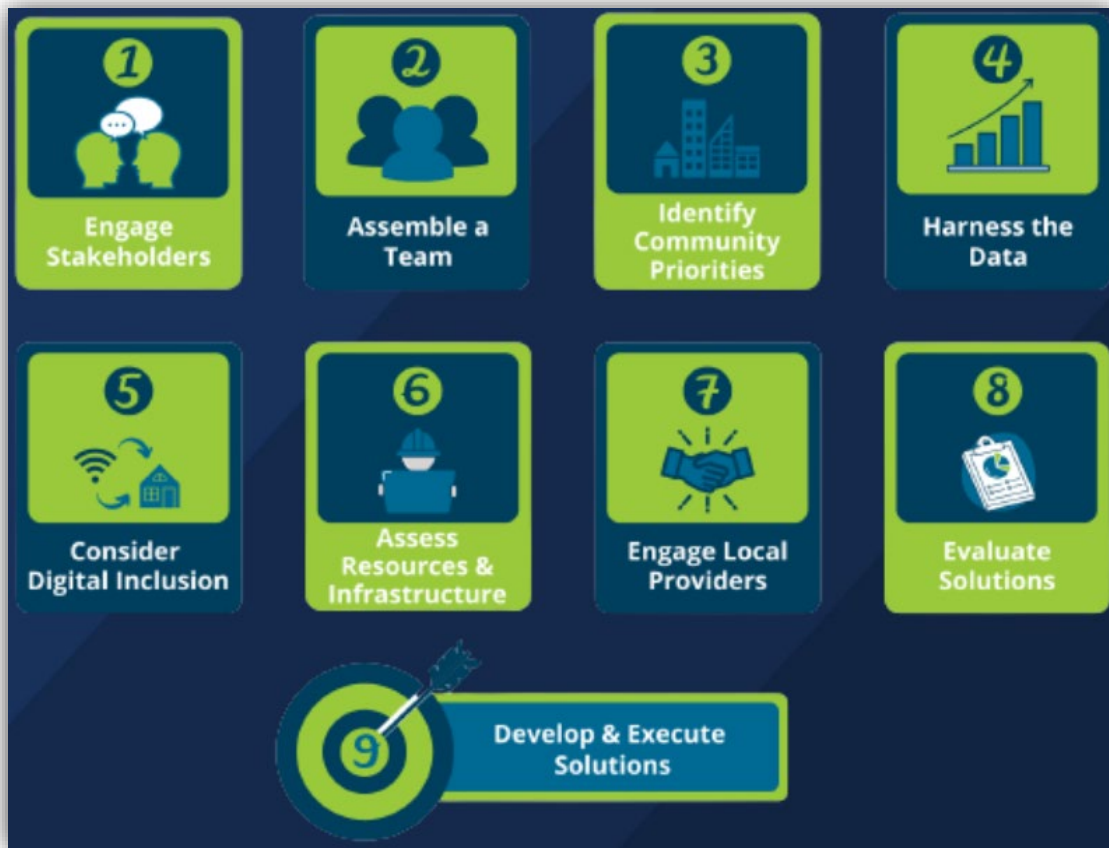 1
Engage
Stakeholders
2
Assemble a
Team
3
Identify
Community
Priorities
4
Harness the
Data
5
Consider
Digital Inclusion
6
Assess
Resources &
Infrastructure
7
Engage Local
Providers
8
Evaluate
Solutions
9
Develop & Execute
Solutions